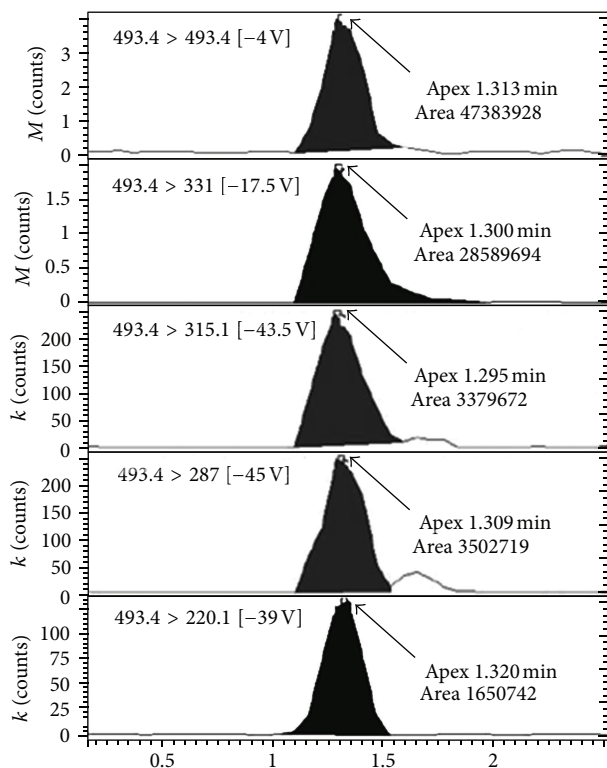 493.4 > 493.4 [−4 V]
Apex 1.313 min
Area 47383928
M (counts)
3
2
1
0
493.4 > 331 [−17.5 V]
Apex 1.300 min
Area 28589694
M (counts)
1.5
1
0.5
0
493.4 > 315.1 [−43.5 V]
Apex 1.295 min
Area 3379672
k (counts)
200
150
100
50
0
493.4 > 287 [−45 V]
Apex 1.309 min
Area 3502719
k (counts)
200
150
100
50
0
493.4 > 220.1 [−39 V]
Apex 1.320 min
Area 1650742
k (counts)
100
75
50
25
0
0.5 1 1.5 2